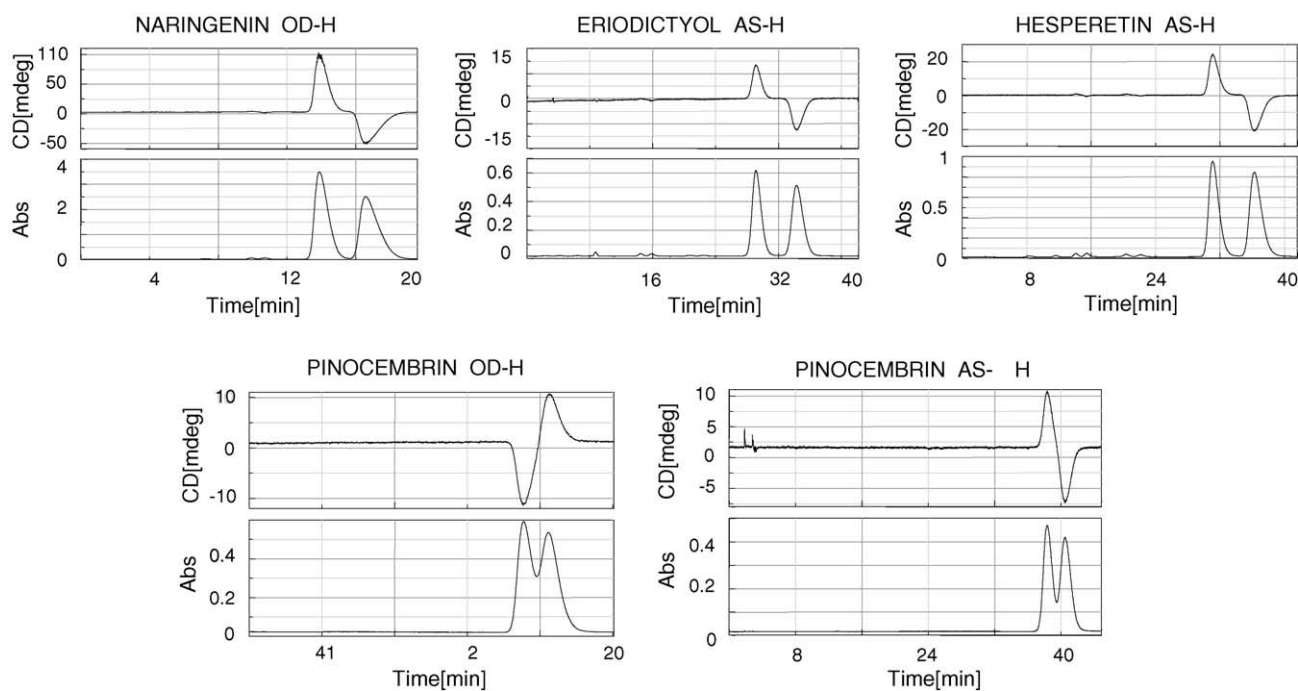 NARINGENIN OD-H
CD[mdeg]
110
50
0
-50
Abs
4
2
0
4 12 20
Time[min]
ERIODICTYOL AS-H
CD[mdeg]
15
0
-15
Abs
0.6
0.4
0.2
0
16 32 40
Time[min]
HESPERETIN AS-H
CD[mdeg]
20
0
-20
Abs
1
0.5
0
8 24 40
Time[min]
PINOCEMBRIN OD-H
CD[mdeg]
10
0
-10
Abs
0.4
0.2
0
41 2 20
Time[min]
PINOCEMBRIN AS- H
CD[mdeg]
10
5
0
-5
Abs
0.4
0.2
0
8 24 40
Time[min]